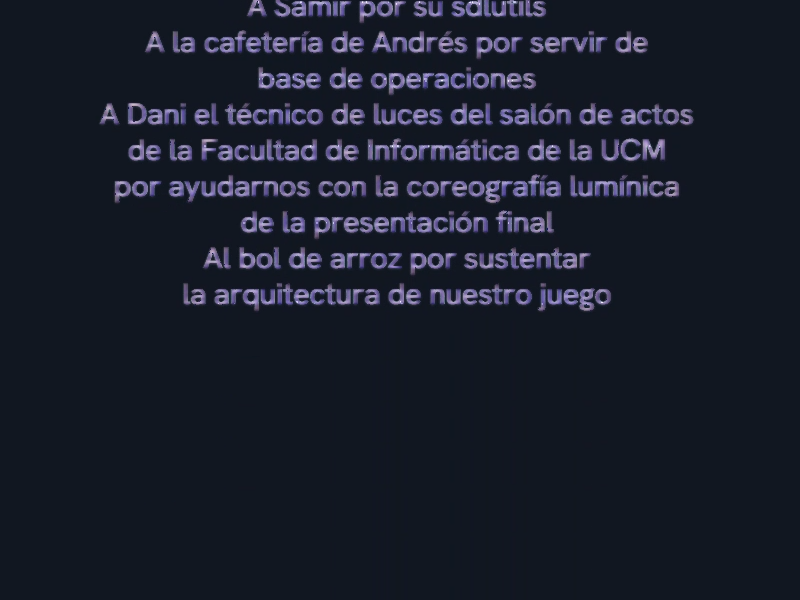 A Samir por su sdlutils
A la cafetería de Andrés por servir de
base de operaciones
A Dani el técnico de luces del salón de actos
de la Facultad de Informática de la UCM
por ayudarnos con la coreografía lumínica
de la presentación final
Al bol de arroz por sustentar
la arquitectura de nuestro juego